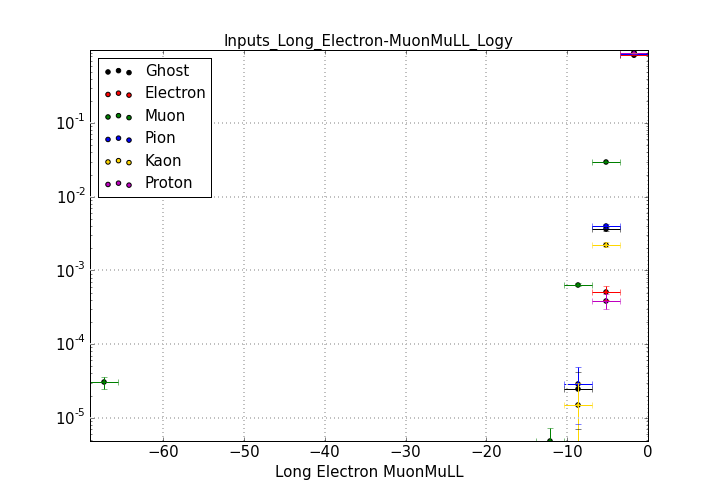 Inputs_Long_Electron-MuonMuLL_Logy
Ghost
Electron
Muon
Pion
Kaon
Proton
10^-1
10^-2
10^-3
10^-4
10^-5
−60 −50 −40 −30 −20 −10 0
Long Electron MuonMuLL